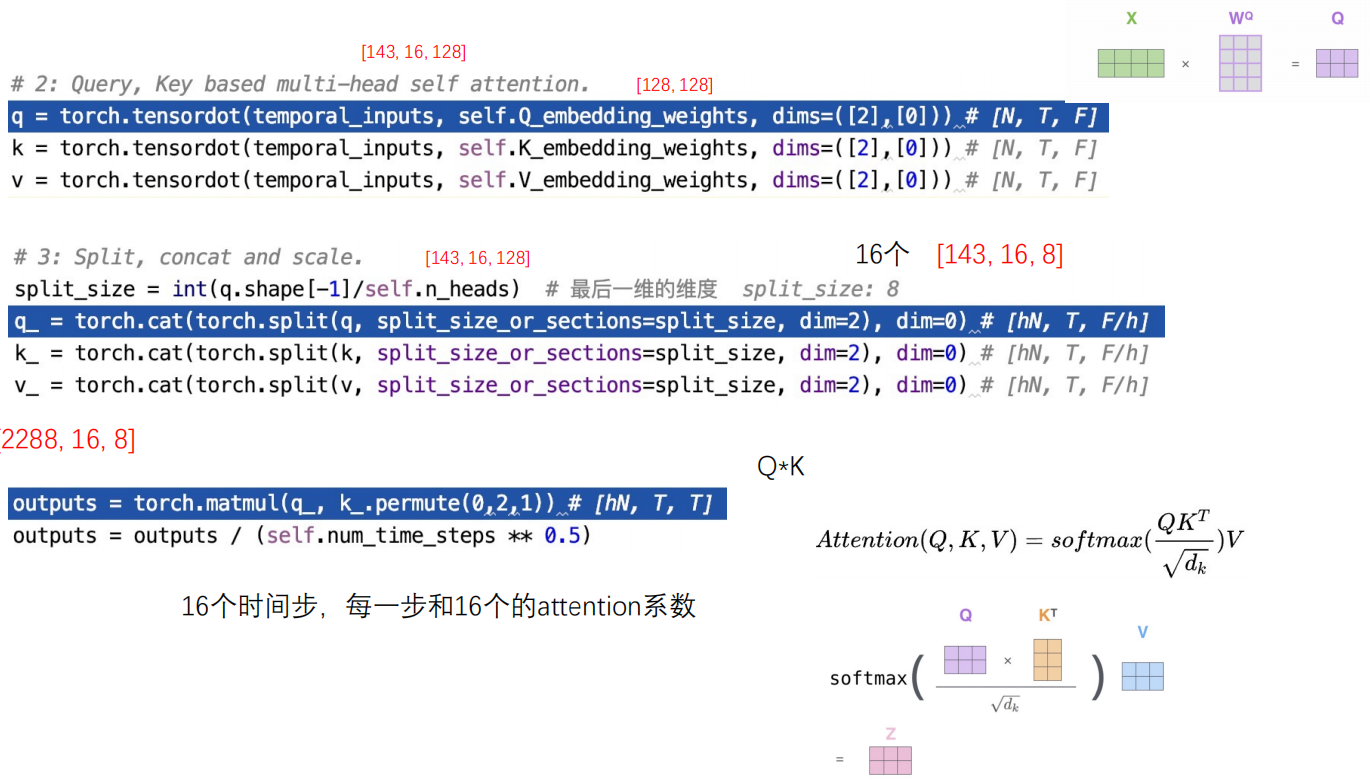 X W^Q Q
× =
[143, 16, 128]
# 2: Query, Key based multi-head self attention. [128, 128]
q = torch.tensordot(temporal_inputs, self.Q_embedding_weights, dims=([2],[0])) # [N, T, F]
k = torch.tensordot(temporal_inputs, self.K_embedding_weights, dims=([2],[0])) # [N, T, F]
v = torch.tensordot(temporal_inputs, self.V_embedding_weights, dims=([2],[0])) # [N, T, F]
# 3: Split, concat and scale. [143, 16, 128] 16个 [143, 16, 8]
split_size = int(q.shape[-1]/self.n_heads) # 最后一维的维度 split_size: 8
q_ = torch.cat(torch.split(q, split_size_or_sections=split_size, dim=2), dim=0) # [hN, T, F/h]
k_ = torch.cat(torch.split(k, split_size_or_sections=split_size, dim=2), dim=0) # [hN, T, F/h]
v_ = torch.cat(torch.split(v, split_size_or_sections=split_size, dim=2), dim=0) # [hN, T, F/h]
[2288, 16, 8]
Q*K
outputs = torch.matmul(q_, k_.permute(0,2,1)) # [hN, T, T]
outputs = outputs / (self.num_time_steps ** 0.5)
Attention(Q, K, V) = softmax(QK^T/√d_k)V
16个时间步，每一步和16个的attention系数
Q K^T V
softmax( × )
√d_k
Z
=